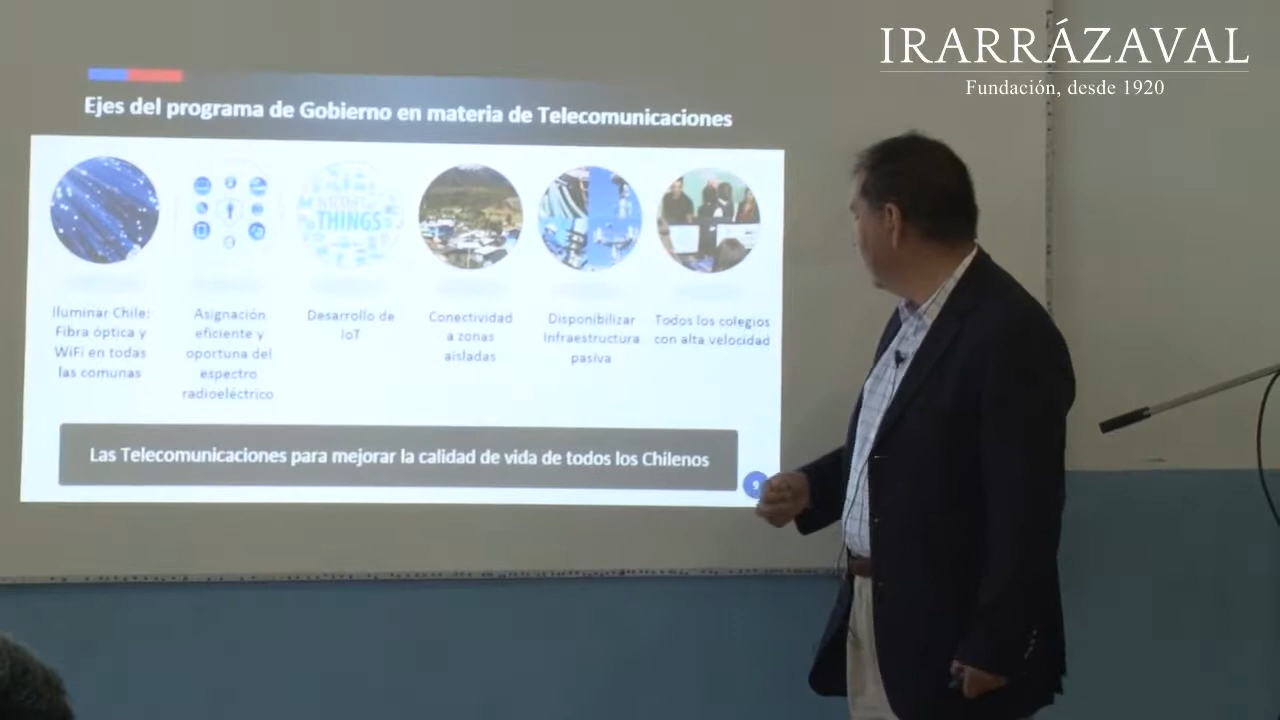 IRARRÁZAVAL
Fundación, desde 1920
Ejes del programa de Gobierno en materia de Telecomunicaciones
INTERNET
OF
THINGS
Iluminar Chile:
Fibra óptica y
WiFi en todas
las comunas
Asignación
eficiente y
oportuna del
espectro
radioeléctrico
Desarrollo de
IoT
Conectividad
a zonas
aisladas
Disponibilizar
Infraestructura
pasiva
Todos los colegios
con alta velocidad
Las Telecomunicaciones para mejorar la calidad de vida de todos los Chilenos
9